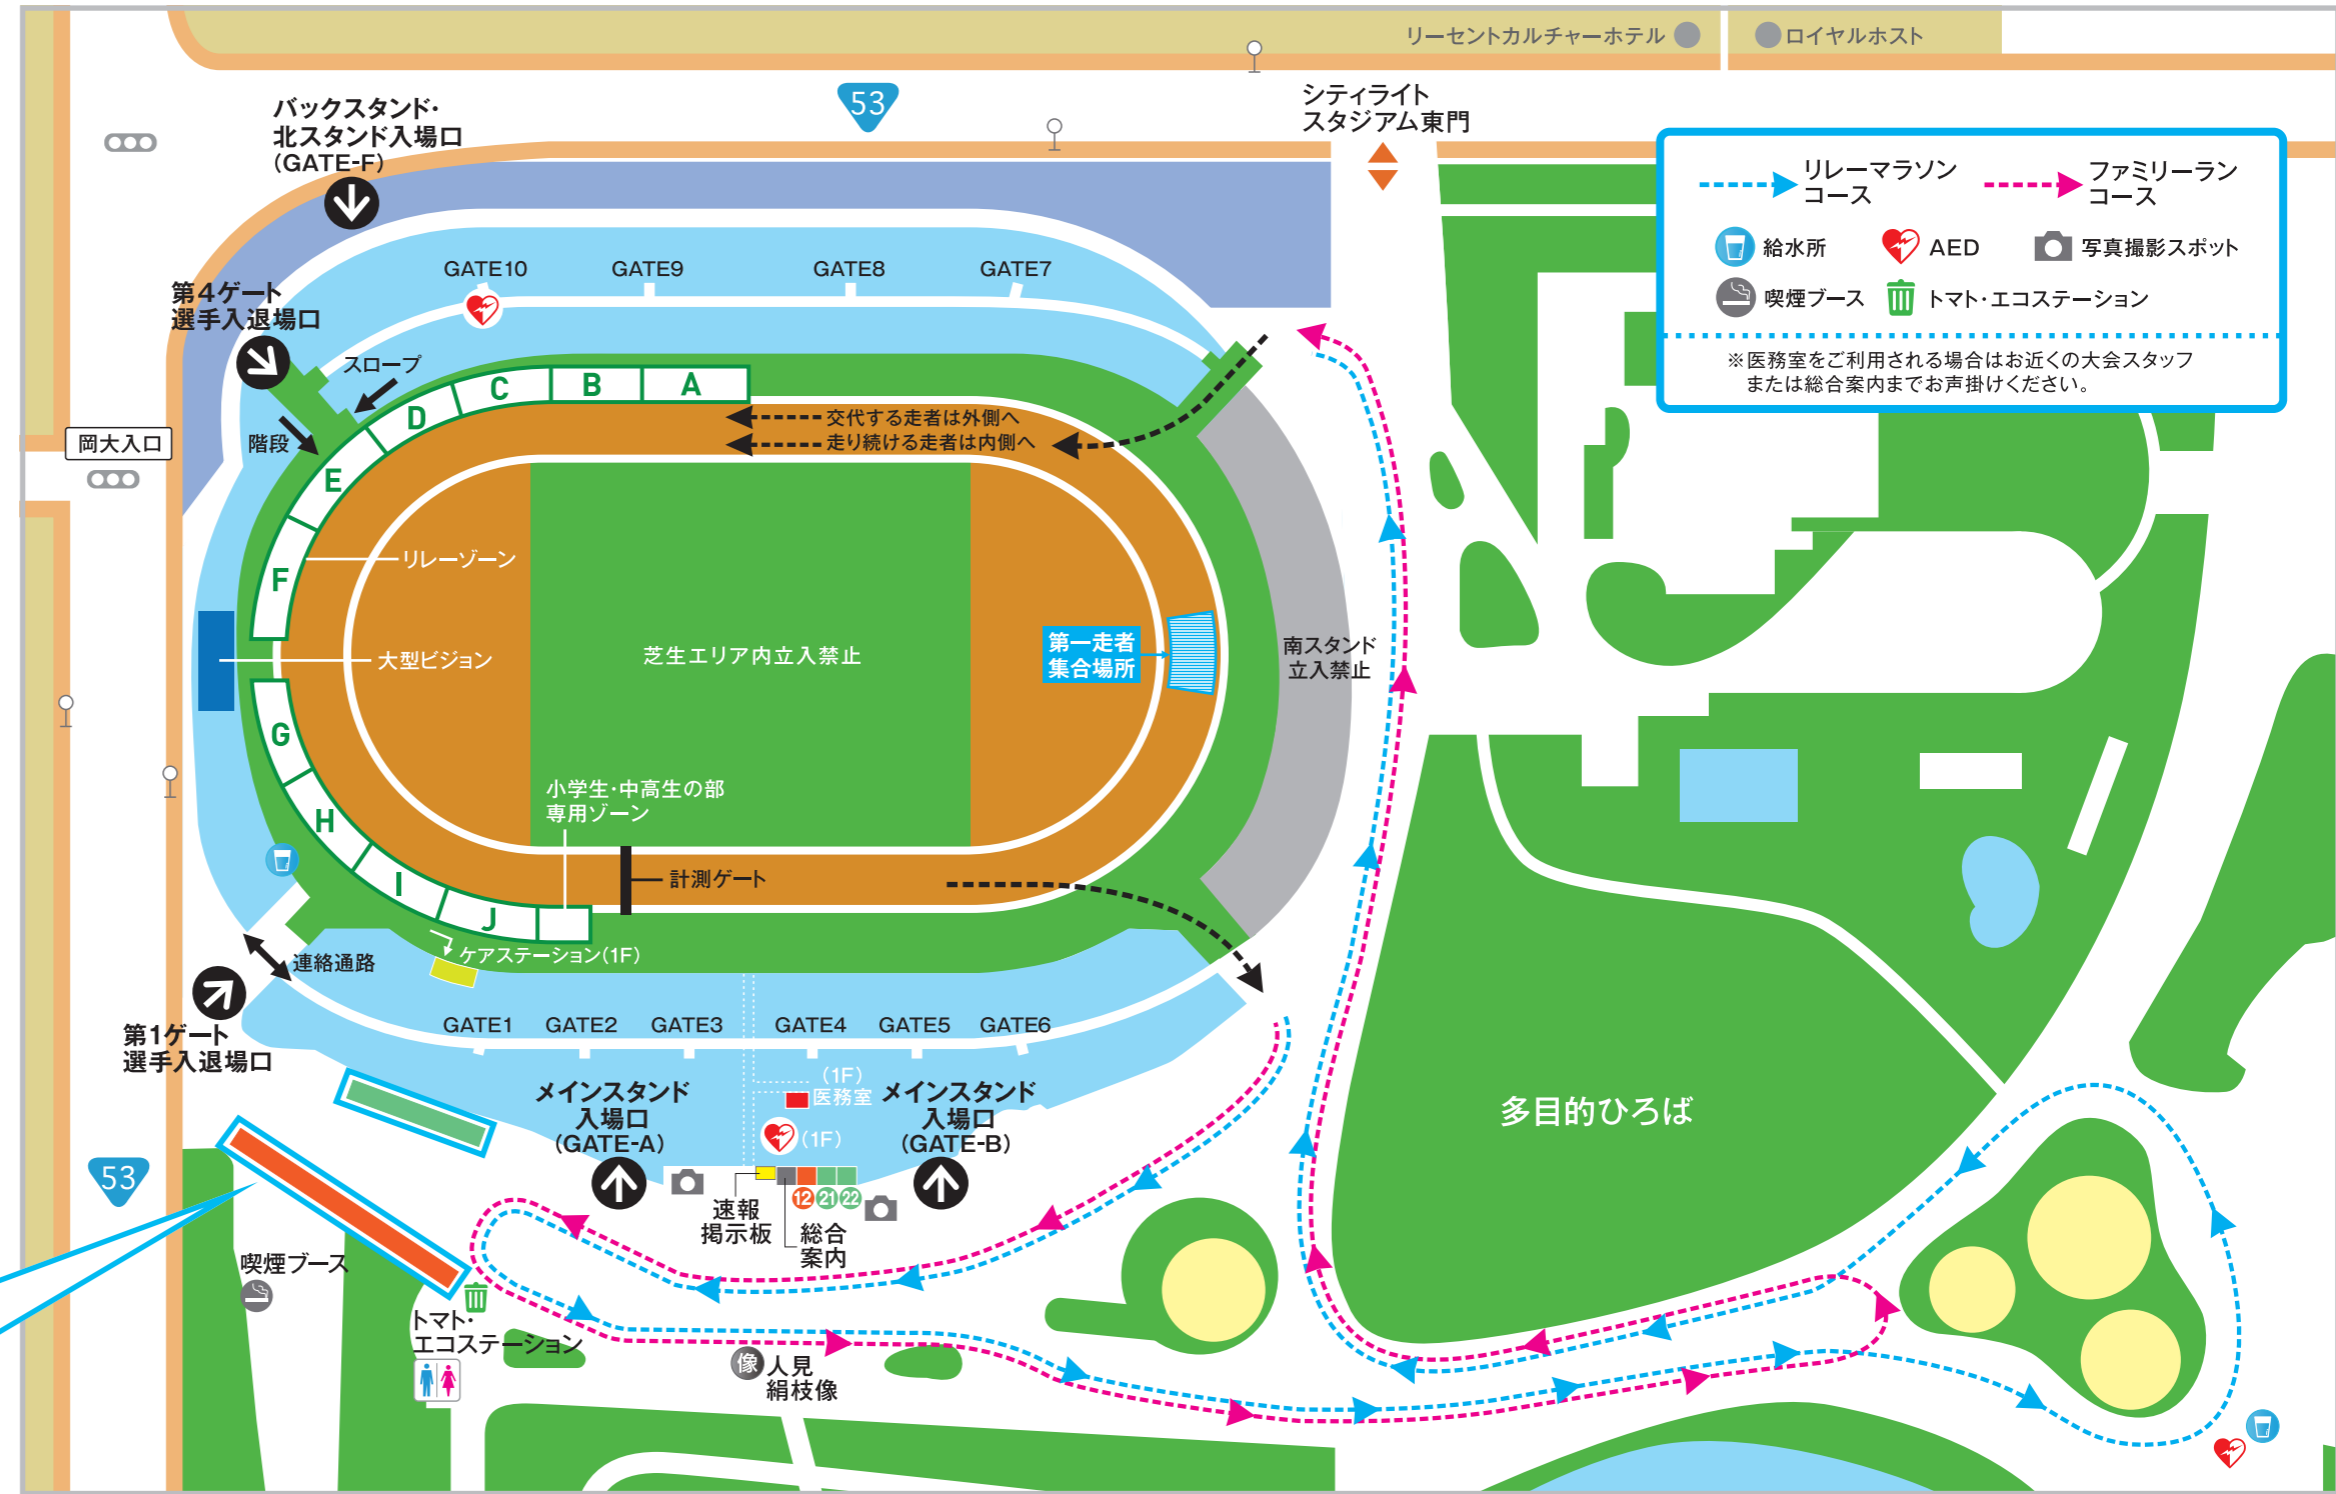 リーセントカルチャーホテル
ロイヤルホスト
53
シティライト
スタジアム東門
バックスタンド・
北スタンド入場口
(GATE-F)
リレーマラソン
コース
ファミリーラン
コース
給水所
AED
写真撮影スポット
喫煙ブース
トマト・エコステーション
※医務室をご利用される場合はお近くの大会スタッフ
または総合案内までお声掛けください。
GATE10
GATE9
GATE8
GATE7
第4ゲート
選手入退場口
スロープ
階段
岡大入口
A
B
C
D
E
F
G
H
I
J
交代する走者は外側へ
走り続ける走者は内側へ
リレーゾーン
大型ビジョン
芝生エリア内立入禁止
第一走者
集合場所
南スタンド
立入禁止
小学生・中高生の部
専用ゾーン
計測ゲート
ケアステーション(1F)
連絡通路
第1ゲート
選手入退場口
GATE1
GATE2
GATE3
GATE4
GATE5
GATE6
メインスタンド
入場口
(GATE-A)
(1F)
医務室
(1F)
メインスタンド
入場口
(GATE-B)
多目的ひろば
53
12
21
22
速報
掲示板
総合
案内
喫煙ブース
トマト・
エコステーション
像
人見
絹枝像